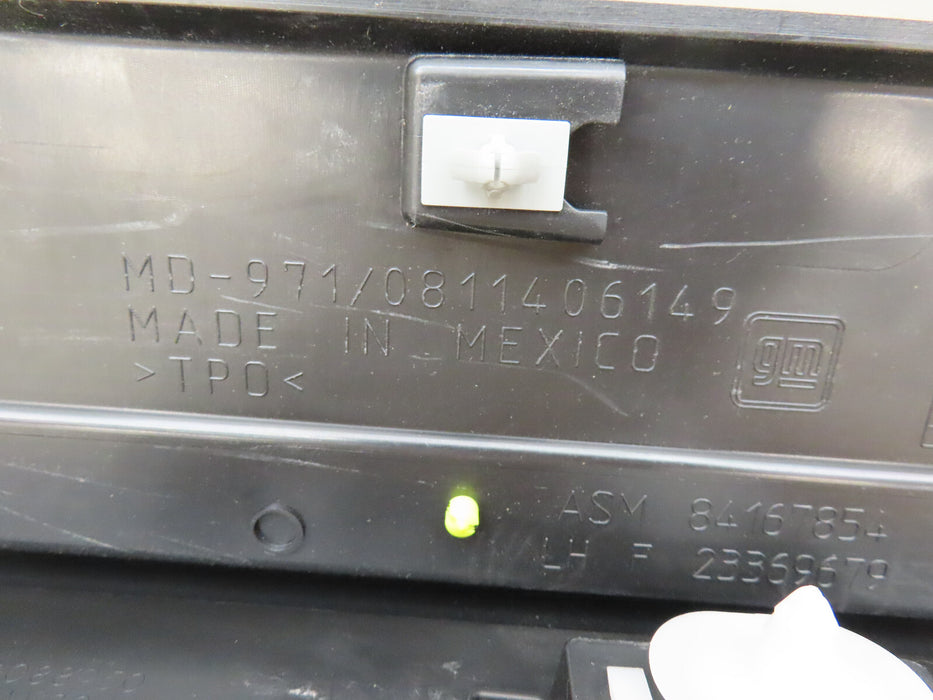 MD-971/0811406149
MADE IN MEXICO
>TPO<
gm
ASM 84167854
LH F 23369679